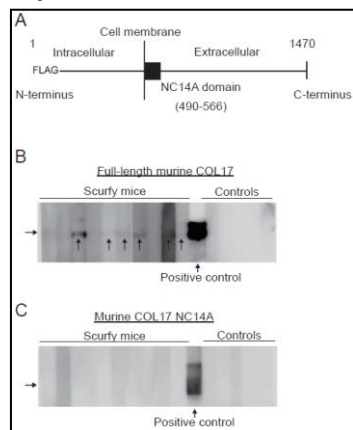 A
Cell membrane
1
1470
Intracellular
Extracellular
FLAG
NC14A domain
N-terminus
C-terminus
(490-566)
B
Full-length murine COL17
Scurfy mice
Controls
Positive control
C
Murine COL17 NC14A
Scurfy mice
Controls
Positive control